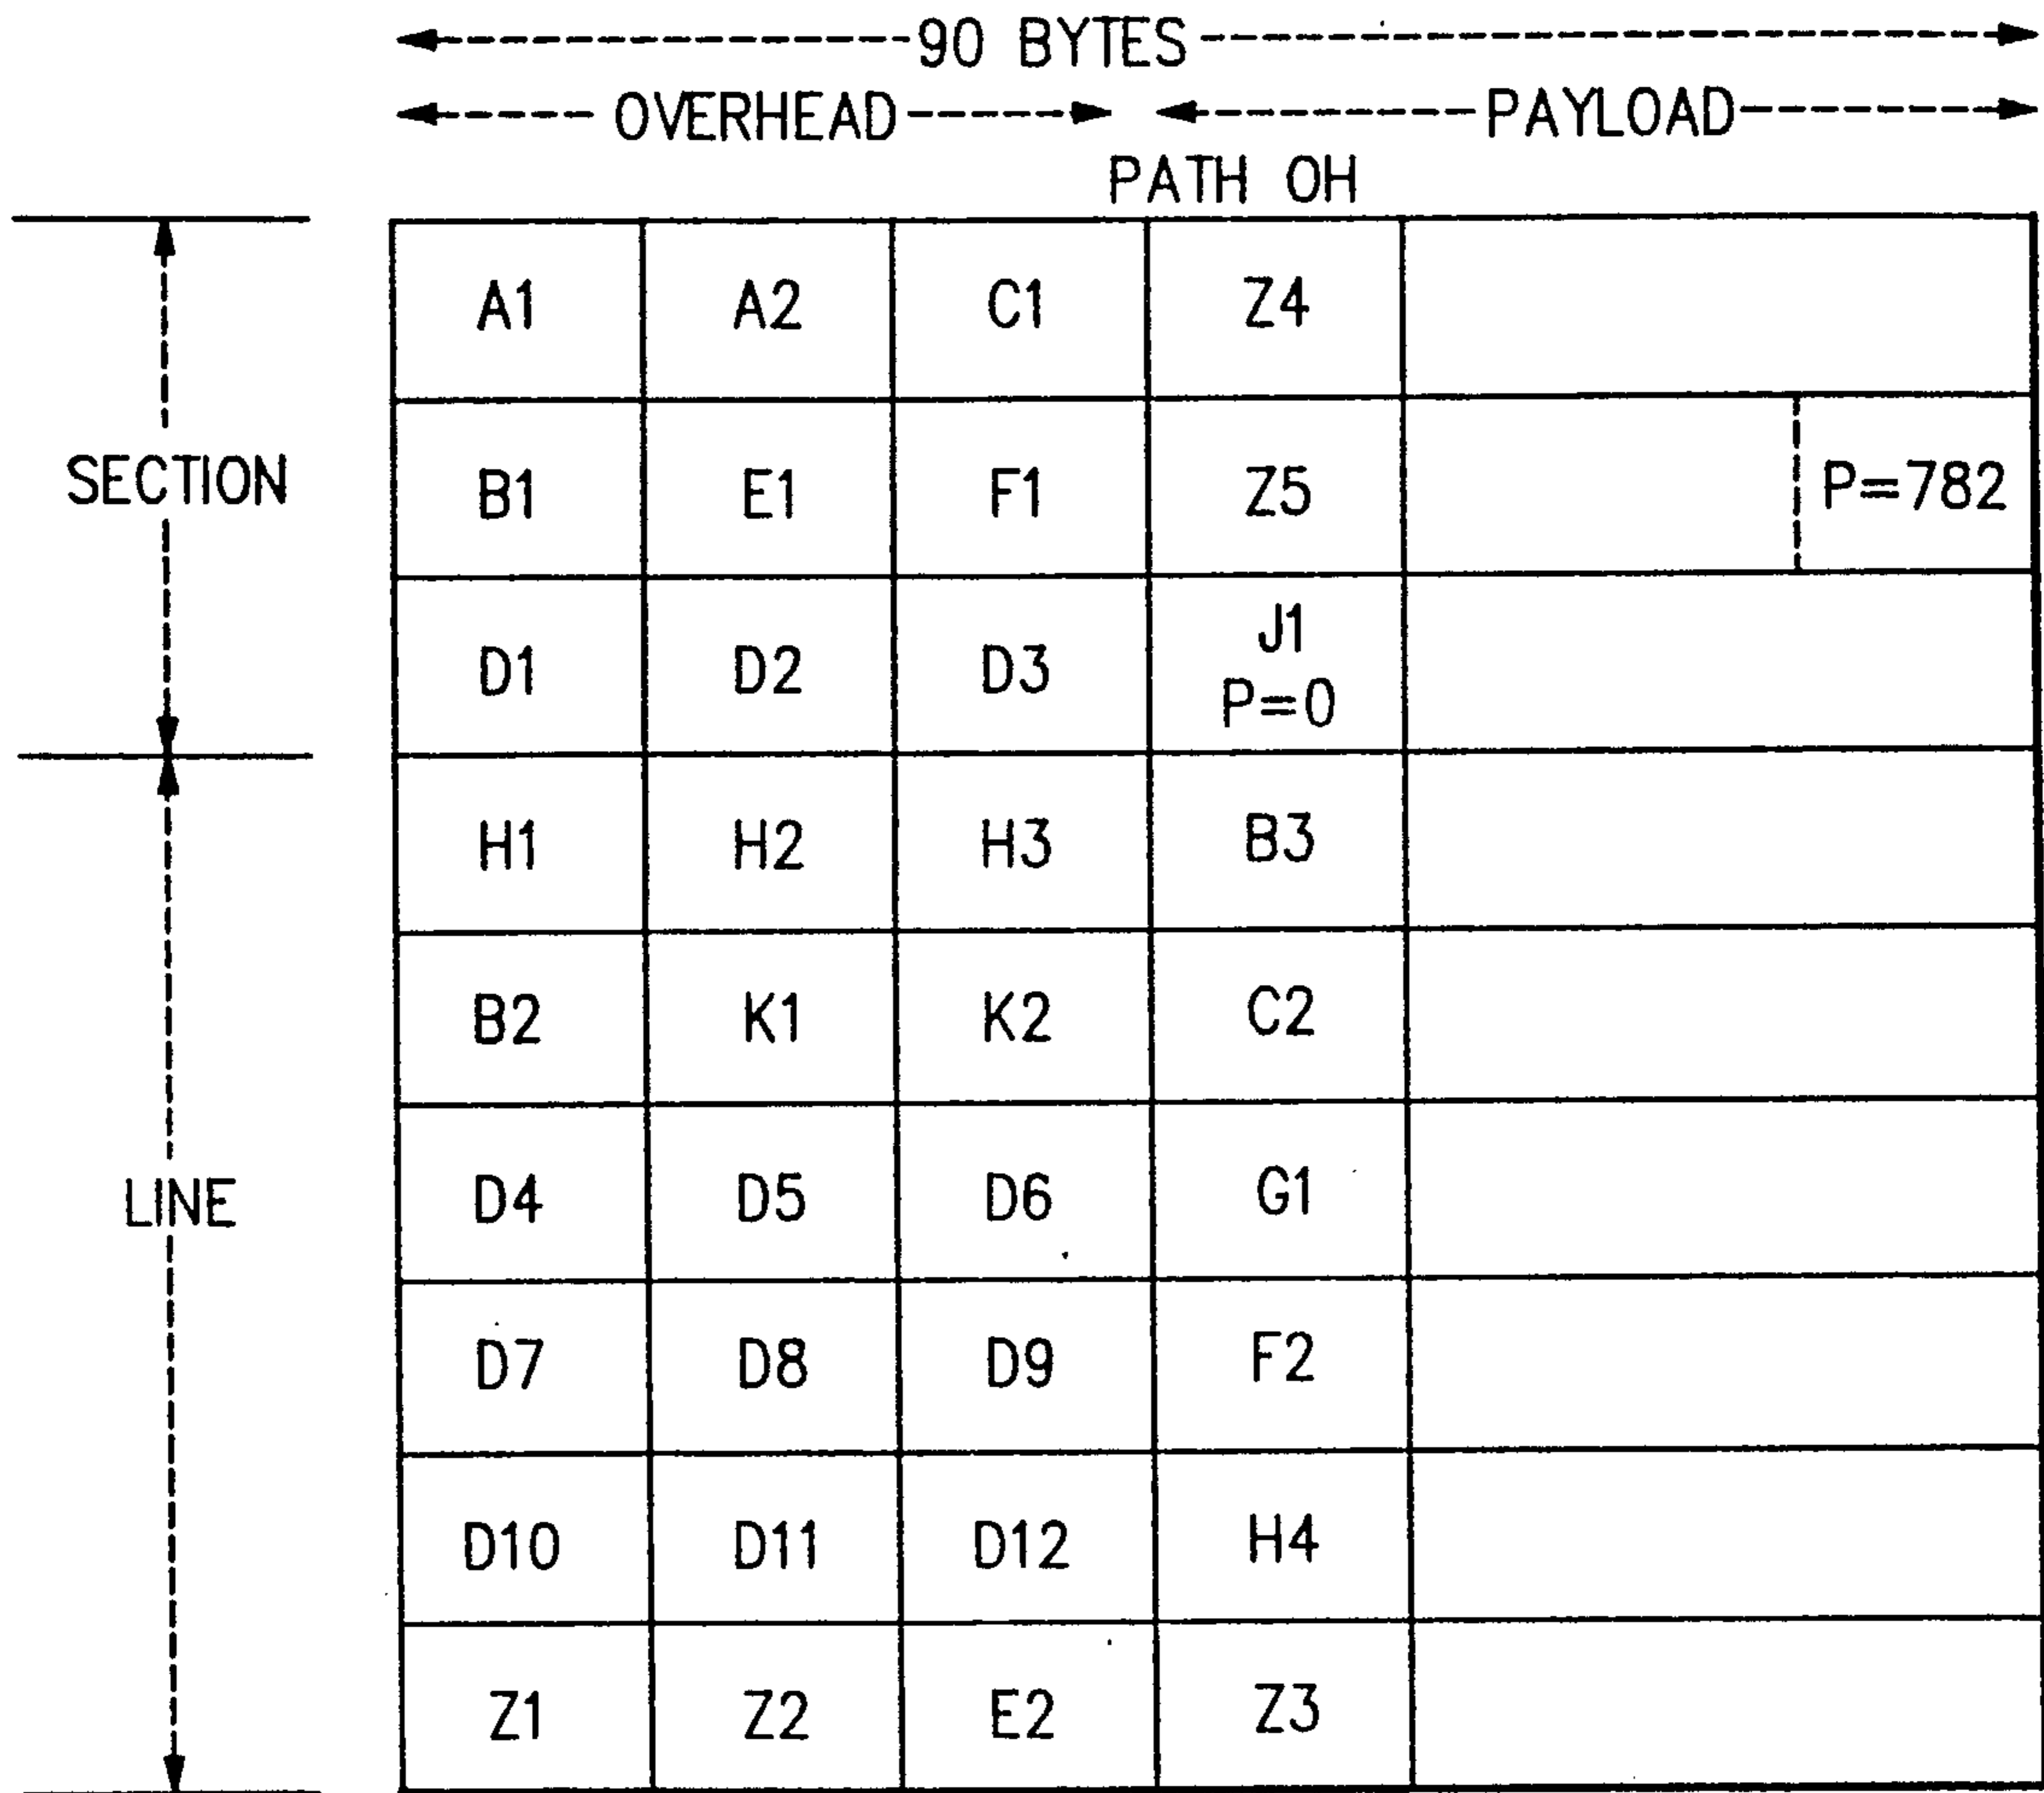 90 BYTES
OVERHEAD PAYLOAD
PATH OH
A1 A2 C1 Z4
SECTION B1 E1 F1 Z5 P=782
D1 D2 D3 J1
P=0
H1 H2 H3 B3
B2 K1 K2 C2
LINE D4 D5 D6 G1
D7 D8 D9 F2
D10 D11 D12 H4
Z1 Z2 E2 Z3